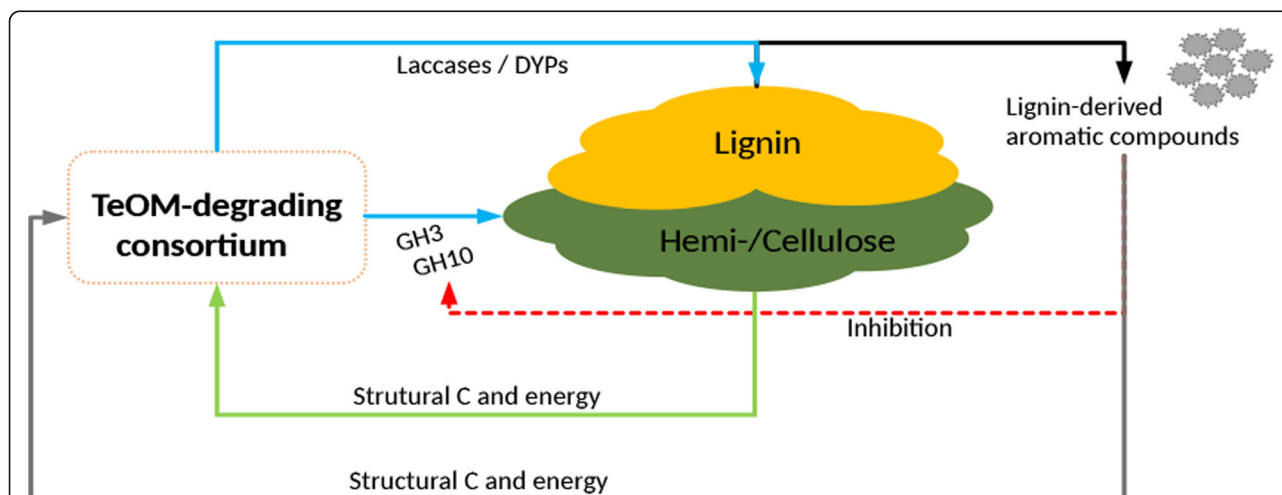 Laccases / DYPs
Lignin-derived
aromatic compounds
Lignin
TeOM-degrading
consortium
GH3
GH10
Hemi-/Cellulose
Inhibition
Strutural C and energy
Structural C and energy